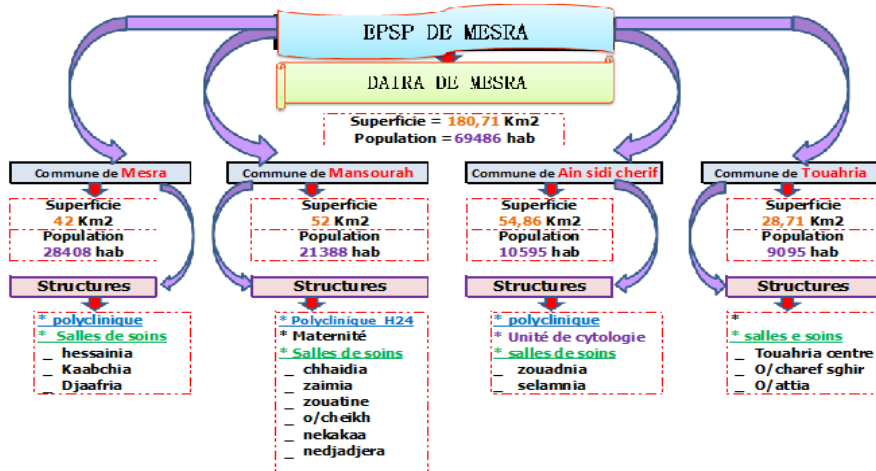 EPSP DE MESRA
DAIRA DE MESRA
Superficie = 180,71 Km2
Population =69486 hab
Commune de Mesra
Superficie
42 Km2
Population
28408 hab
Structures
* polyclinique
* Salles de soins
_ hessainia
_ Kaabchia
_ Djaafria
Commune de Mansourah
Superficie
52 Km2
Population
21388 hab
Structures
* Polyclinique H24
* Maternité
* Salles de soins
_ chhaidia
_ zaimia
_ zouatine
_ o/cheikh
_ nekakaa
_ nedjadjera
Commune de Ain sidi cherif
Superficie
54,86 Km2
Population
10595 hab
Structures
* polyclinique
* Unité de cytologie
* salles de soins
_ zouadnia
_ selamnia
Commune de Touahria
Superficie
28,71 Km2
Population
9095 hab
Structures
*
* salles e soins
_ Touahria centre
_ O/charef sghir
_ O/attia